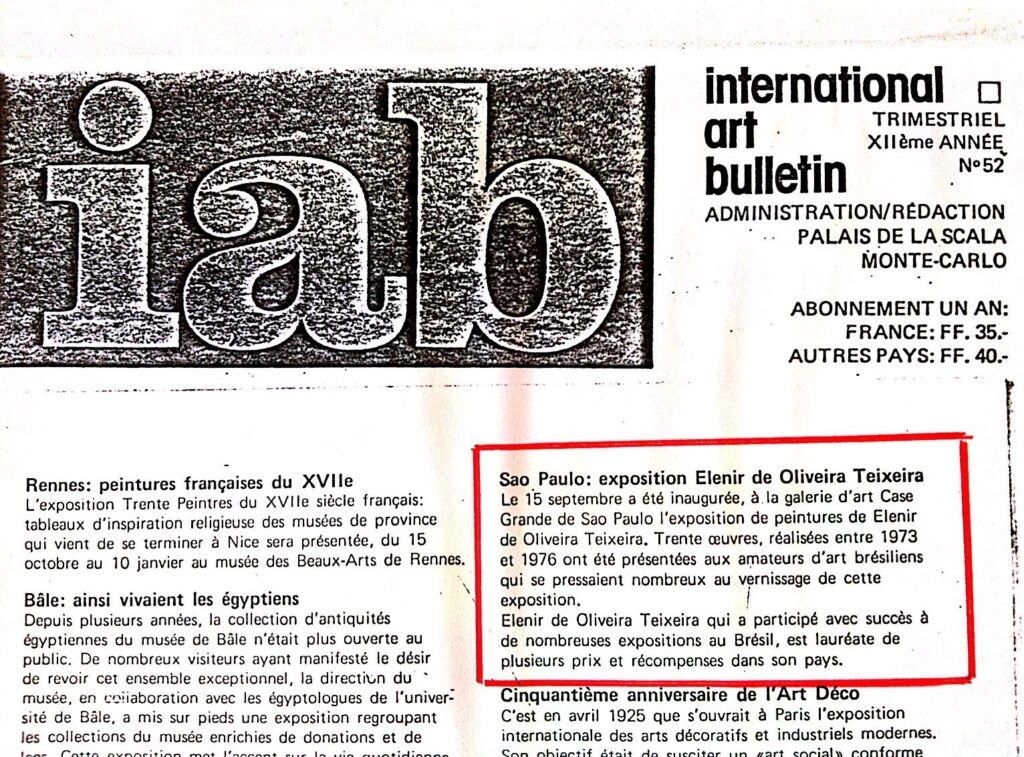 iab
international
art
bulletin
TRIMESTRIEL
XIIème ANNÉE
Nº 52
ADMINISTRATION/RÉDACTION
PALAIS DE LA SCALA
MONTE-CARLO
ABONNEMENT UN AN:
FRANCE: FF. 35.-
AUTRES PAYS: FF. 40.-
Rennes: peintures françaises du XVIIe
L'exposition Trente Peintres du XVIIe siècle français:
tableaux d'inspiration religieuse des musées de province
qui vient de se terminer à Nice sera présentée, du 15
octobre au 10 janvier au musée des Beaux-Arts de Rennes.
Bâle: ainsi vivaient les égyptiens
Depuis plusieurs années, la collection d'antiquités
égyptiennes du musée de Bâle n'était plus ouverte au
public. De nombreux visiteurs ayant manifesté le désir
de revoir cet ensemble exceptionnel, la direction du
musée, en collaboration avec les égyptologues de l'univer-
sité de Bâle, a mis sur pieds une exposition regroupant
les collections du musée enrichies de donations et de
Cette exposition met l'accent sur la vie quotidienne
Sao Paulo: exposition Elenir de Oliveira Teixeira
Le 15 septembre a été inaugurée, à la galerie d'art Case
Grande de Sao Paulo l'exposition de peintures de Elenir
de Oliveira Teixeira. Trente œuvres, réalisées entre 1973
et 1976 ont été présentées aux amateurs d'art brésiliens
qui se pressaient nombreux au vernissage de cette
exposition.
Elenir de Oliveira Teixeira qui a participé avec succès à
de nombreuses expositions au Brésil, est lauréate de
plusieurs prix et récompenses dans son pays.
Cinquantième anniversaire de l'Art Déco
C'est en avril 1925 que s'ouvrait à Paris l'exposition
internationale des arts décoratifs et industriels modernes.
Son objectif était de susciter un «art social» conforme